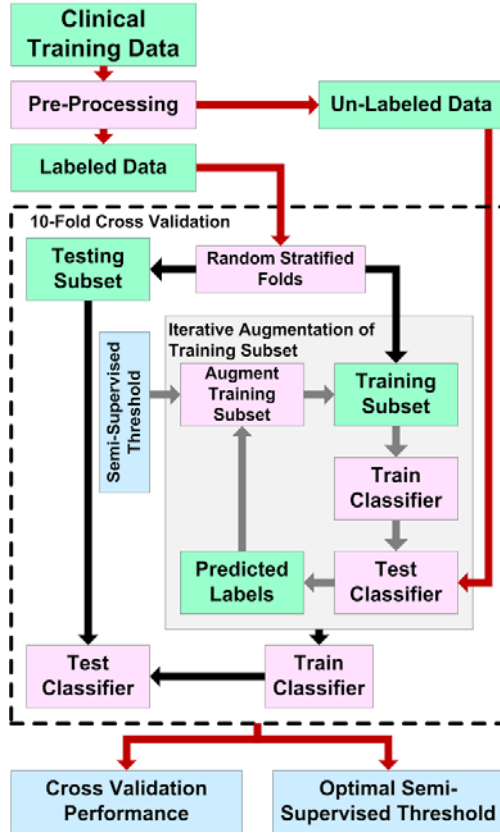 Clinical
Training Data
Pre-Processing
Un-Labeled Data
Labeled Data
10-Fold Cross Validation
Testing
Subset
Random Stratified
Folds
Iterative Augmentation of
Training Subset
Semi-Supervised
Threshold
Augment
Training
Subset
Training
Subset
Train
Classifier
Predicted
Labels
Test
Classifier
Test
Classifier
Train
Classifier
Cross Validation
Performance
Optimal Semi-
Supervised Threshold